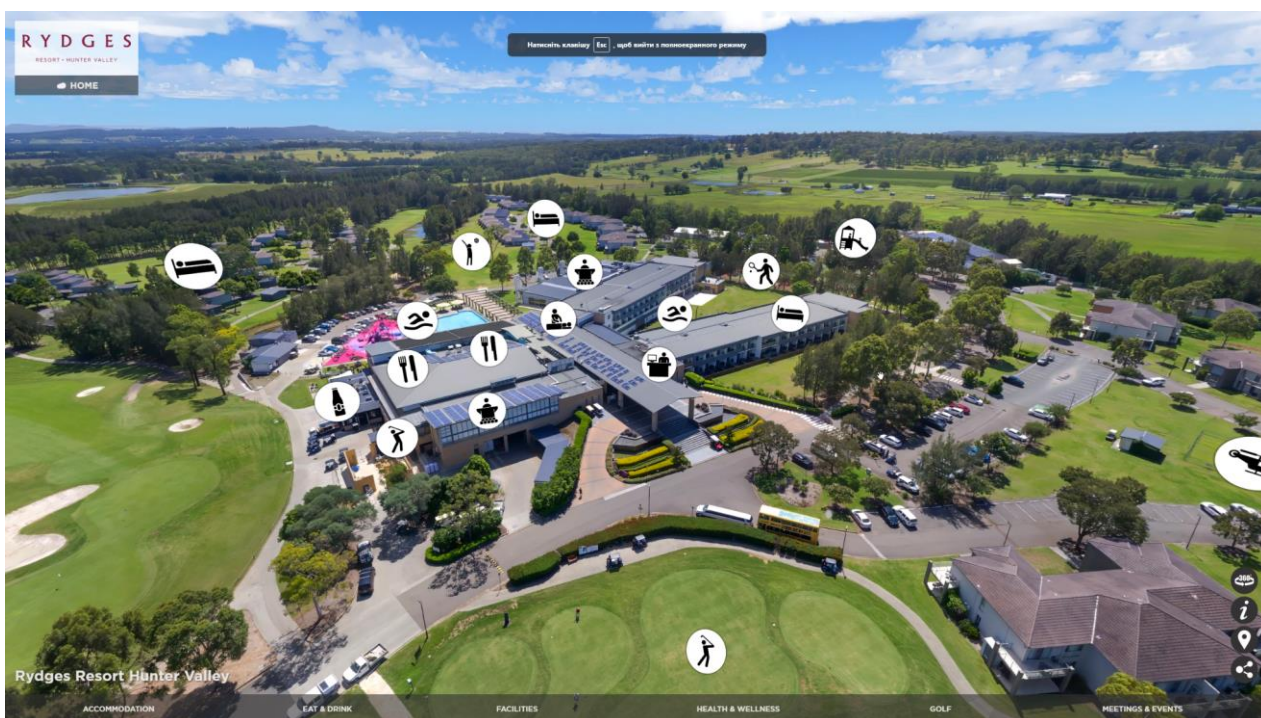 RYDGES
RESORT • HUNTER VALLEY
HOME
Натисніть клавішу Esc , щоб вийти з повноекранного режиму
LOVEDALE
360
i
Rydges Resort Hunter Valley
ACCOMMODATION
EAT & DRINK
FACILITIES
HEALTH & WELLNESS
GOLF
MEETINGS & EVENTS